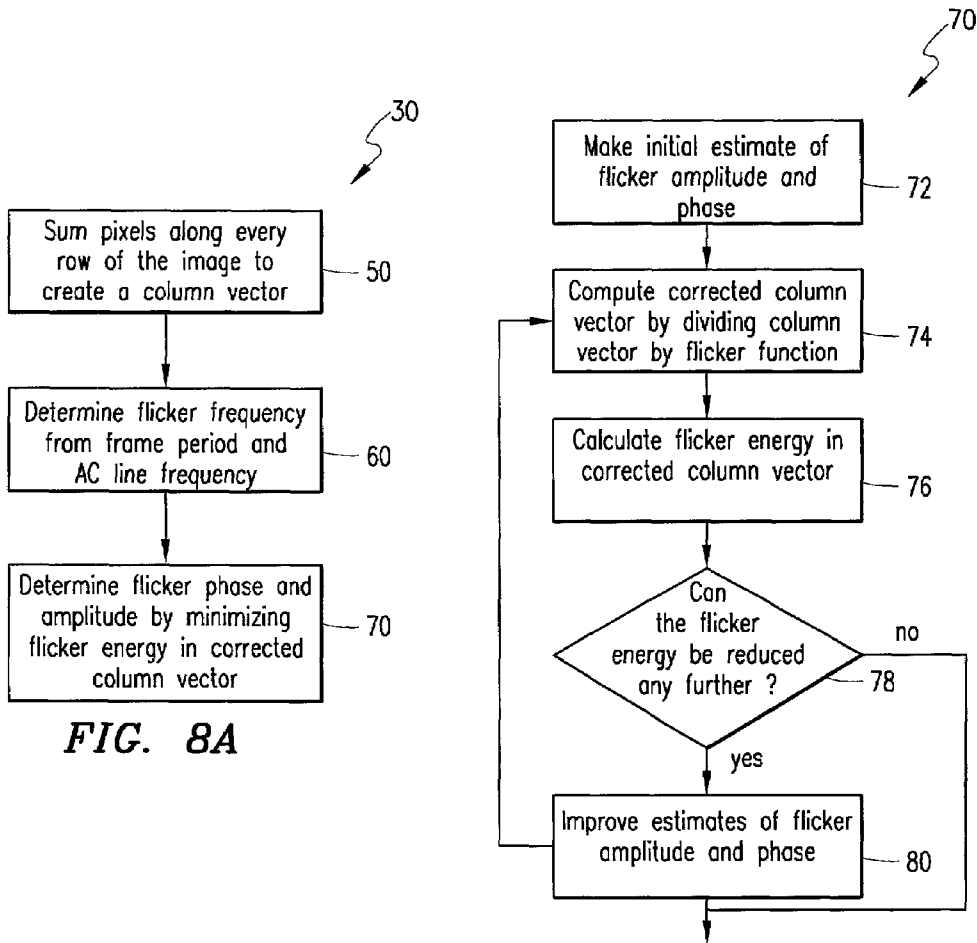 30
Sum pixels along every
row of the image to
create a column vector
50
Determine flicker frequency
from frame period and
AC line frequency
60
Determine flicker phase and
amplitude by minimizing
flicker energy in corrected
column vector
70
FIG. 8A
70
Make initial estimate of
flicker amplitude and
phase
72
Compute corrected column
vector by dividing column
vector by flicker function
74
Calculate flicker energy in
corrected column vector
76
Can
the flicker
energy be reduced
any further ?
78
no
yes
Improve estimates of flicker
amplitude and phase
80